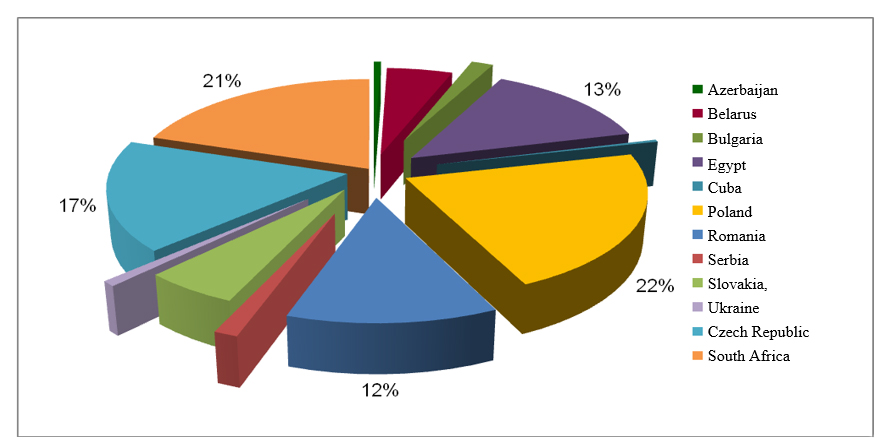 21%
13%
17%
22%
12%
Azerbaijan
Belarus
Bulgaria
Egypt
Cuba
Poland
Romania
Serbia
Slovakia,
Ukraine
Czech Republic
South Africa